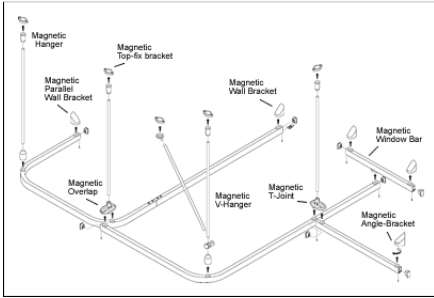 Magnetic
Hanger
Magnetic
Top-fix bracket
Magnetic
Parallel
Wall Bracket
Magnetic
Wall Bracket
Magnetic
Window Bar
Magnetic
Overlap
Magnetic
V-Hanger
Magnetic
T-Joint
Magnetic
Angle-Bracket